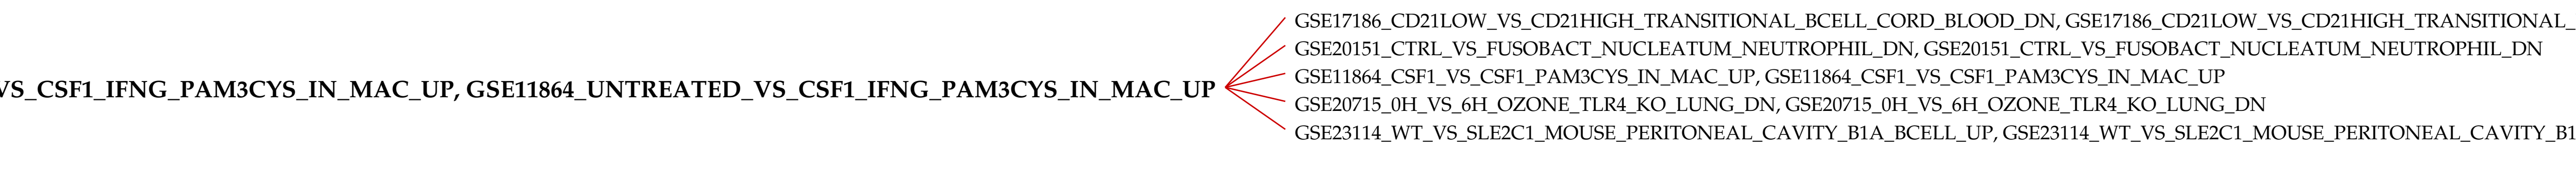 GSE17186_CD21LOW_VS_CD21HIGH_TRANSITIONAL_BCELL_CORD_BLOOD_DN, GSE17186_CD21LOW_VS_CD21HIGH_TRANSITIONAL_
GSE20151_CTRL_VS_FUSOBACT_NUCLEATUM_NEUTROPHIL_DN, GSE20151_CTRL_VS_FUSOBACT_NUCLEATUM_NEUTROPHIL_DN
GSE11864_CSF1_VS_CSF1_PAM3CYS_IN_MAC_UP, GSE11864_CSF1_VS_CSF1_PAM3CYS_IN_MAC_UP
VS_CSF1_IFNG_PAM3CYS_IN_MAC_UP, GSE11864_UNTREATED_VS_CSF1_IFNG_PAM3CYS_IN_MAC_UP
GSE20715_0H_VS_6H_OZONE_TLR4_KO_LUNG_DN, GSE20715_0H_VS_6H_OZONE_TLR4_KO_LUNG_DN
GSE23114_WT_VS_SLE2C1_MOUSE_PERITONEAL_CAVITY_B1A_BCELL_UP, GSE23114_WT_VS_SLE2C1_MOUSE_PERITONEAL_CAVITY_B1